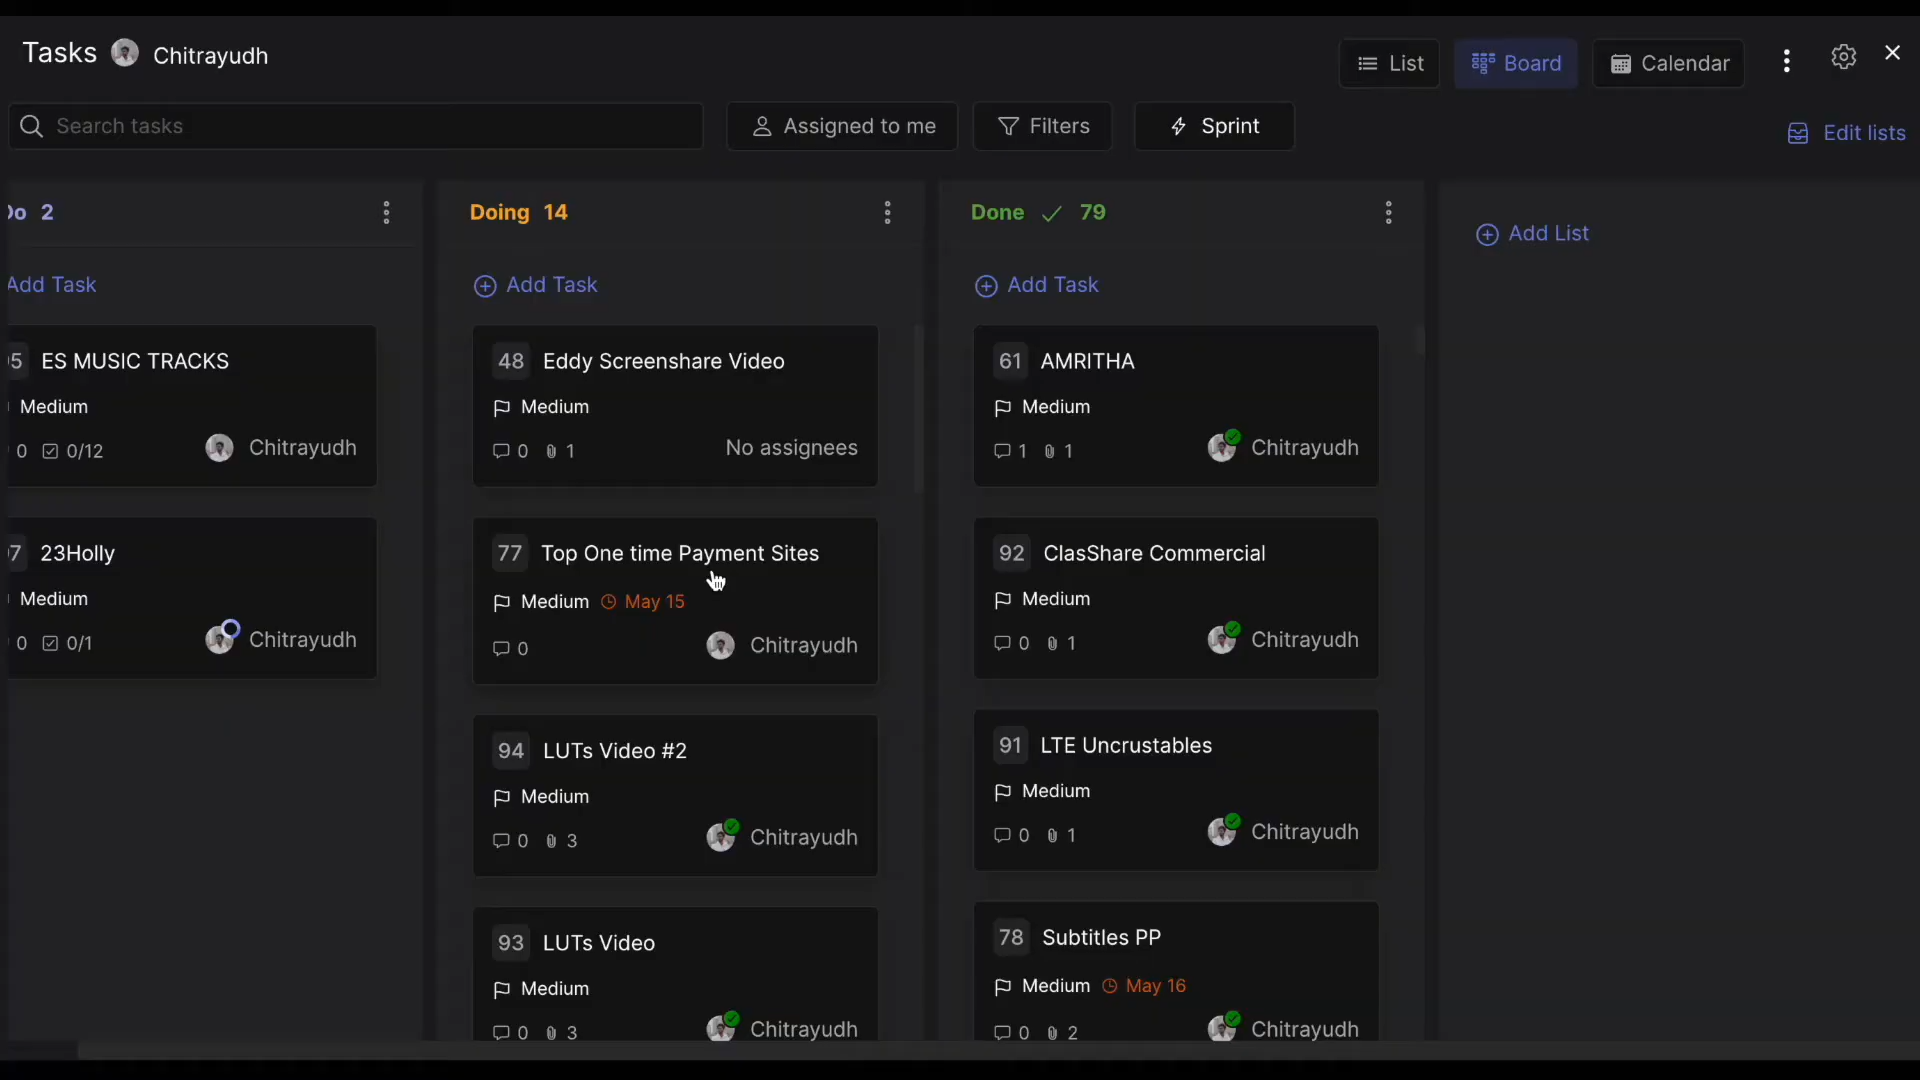 Tasks Chitrayudh
List Board Calendar
Search tasks Assigned to me Filters Sprint Edit lists
Do 2
Add Task
5 ES MUSIC TRACKS
Medium
0 0/12 Chitrayudh
7 23Holly
Medium
0 0/1 Chitrayudh
Doing 14
Add Task
48 Eddy Screenshare Video
Medium
0 1 No assignees
77 Top One time Payment Sites
Medium May 15
0 Chitrayudh
94 LUTs Video #2
Medium
0 3 Chitrayudh
93 LUTs Video
Medium
0 3 Chitrayudh
Done 79
Add Task
61 AMRITHA
Medium
1 1 Chitrayudh
92 ClasShare Commercial
Medium
0 1 Chitrayudh
91 LTE Uncrustables
Medium
0 1 Chitrayudh
78 Subtitles PP
Medium May 16
0 2 Chitrayudh
Add List